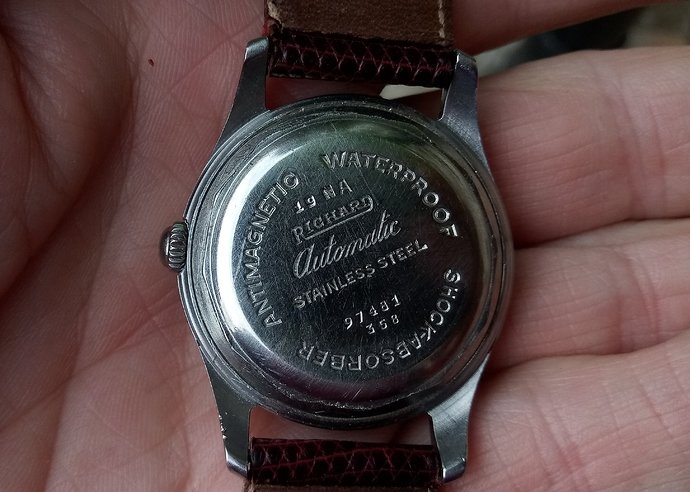 ANTIMAGNETIC WATERPROOF SHOCK-ABSORBER
19 NA
RICHARD
Automatic
STAINLESS STEEL
97481
358